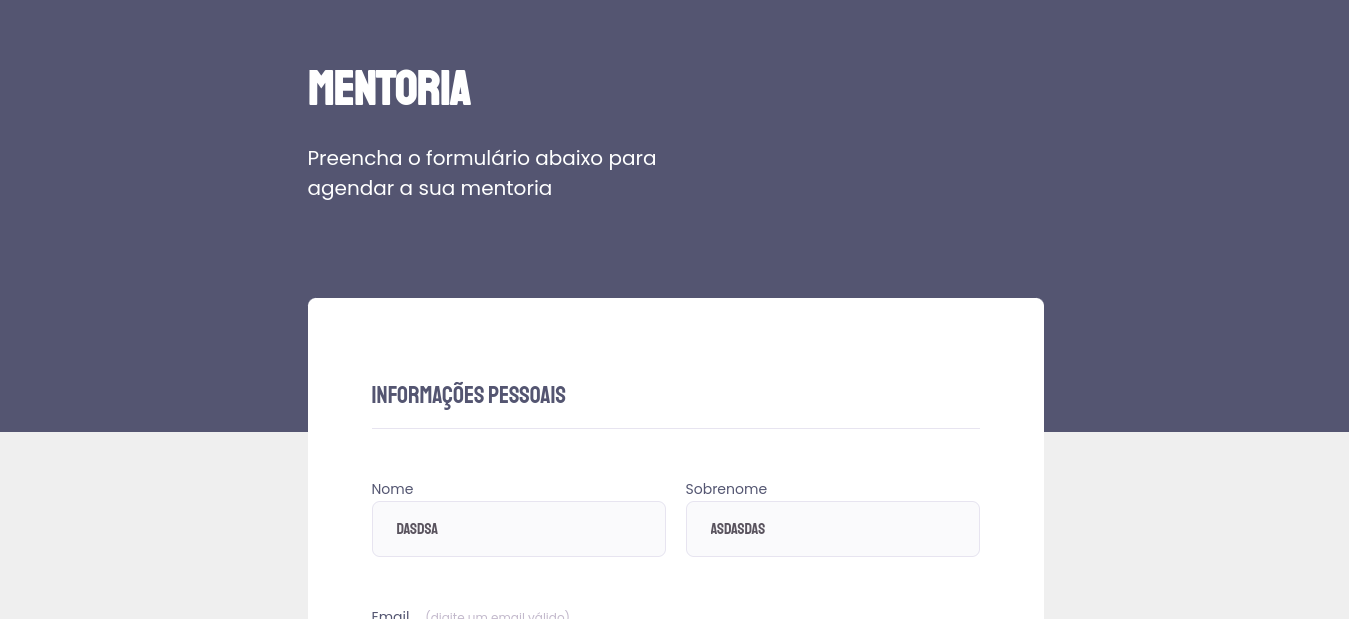 MENTORIA
Preencha o formulário abaixo para
agendar a sua mentoria
INFORMAÇÕES PESSOAIS
Nome
Sobrenome
DASDSA
ASDASDAS
Email (digite um email válido)